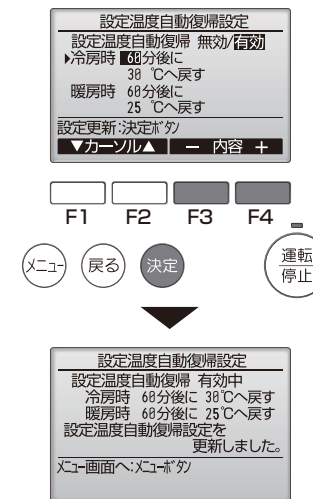 設定温度自動復帰設定
設定温度自動復帰 無効/有効
▶冷房時 60分後に
30 ℃へ戻す
暖房時 60分後に
25 ℃へ戻す
設定更新:決定ﾎﾞﾀﾝ
▼カーソル▲ − 内容 +
F1 F2 F3 F4
メニュー 戻る 決定 運転
停止
設定温度自動復帰設定
設定温度自動復帰 有効中
冷房時 60分後に 30℃へ戻す
暖房時 60分後に 25℃へ戻す
設定温度自動復帰設定を
更新しました。
ﾒﾆｭｰ画面へ:ﾒﾆｭｰﾎﾞﾀﾝ